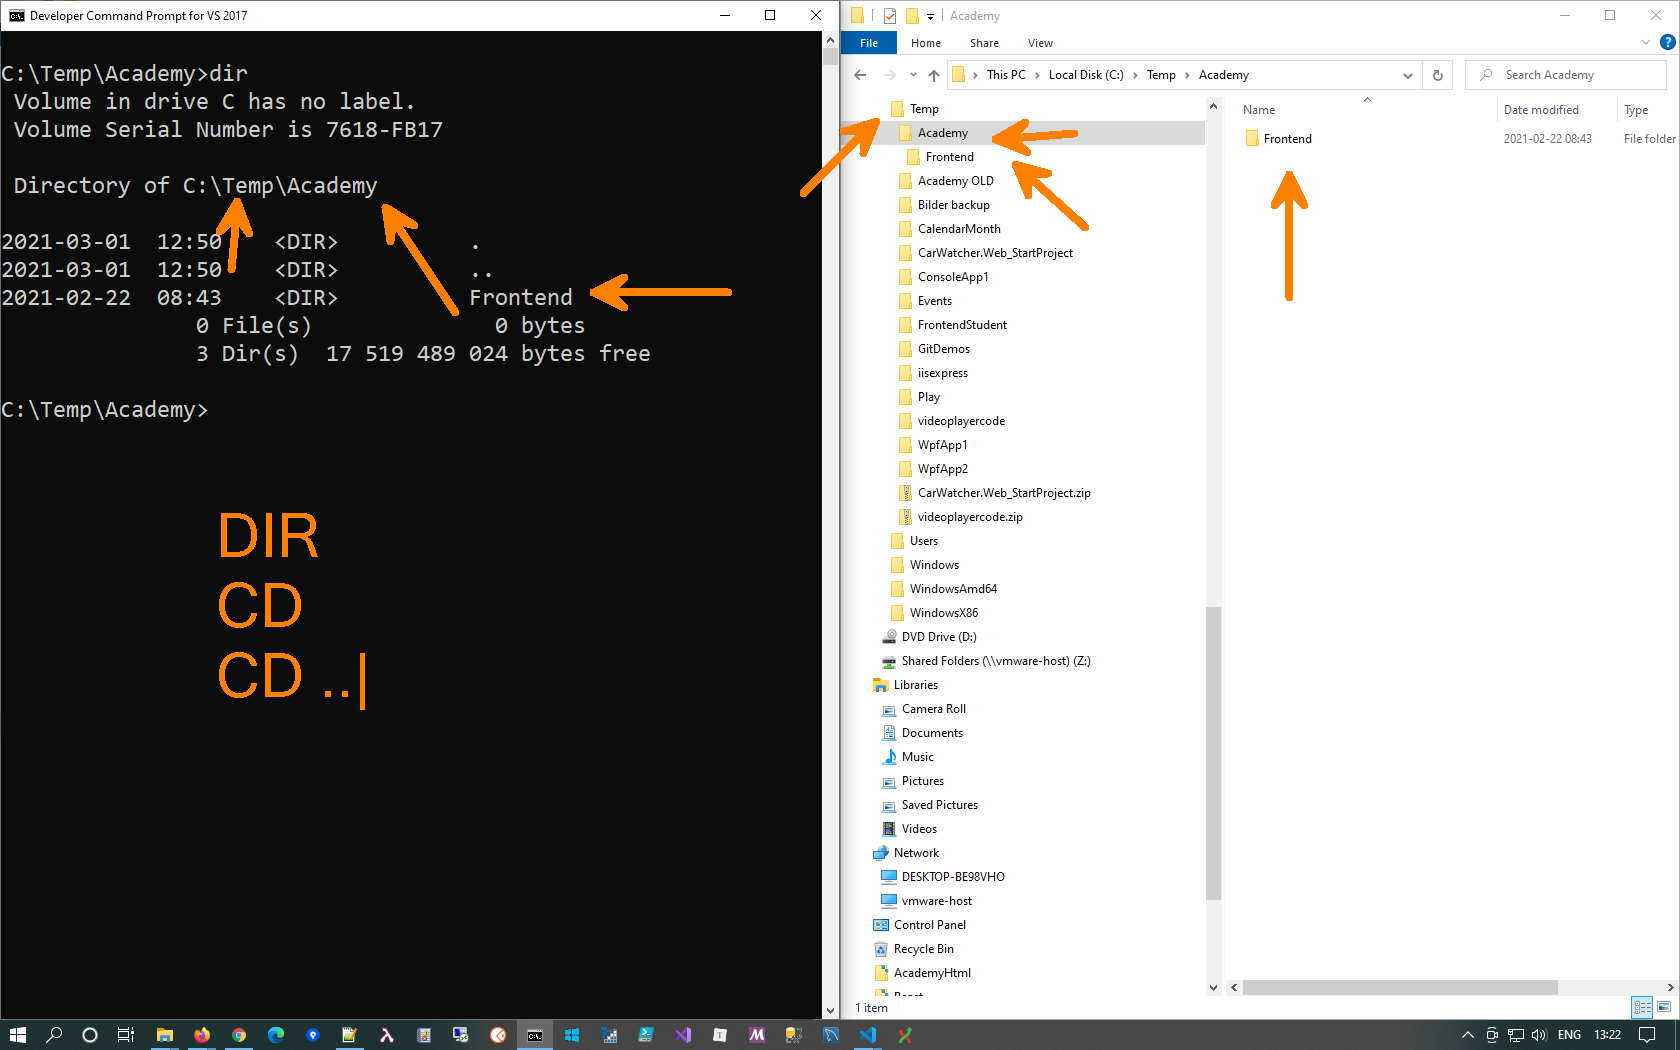 Developer Command Prompt for VS 2017
C:\Temp\Academy>dir
Volume in drive C has no label.
Volume Serial Number is 7618-FB17
Directory of C:\Temp\Academy
2021-03-01  12:50    <DIR>          .
2021-03-01  12:50    <DIR>          ..
2021-02-22  08:43    <DIR>          Frontend
0 File(s)              0 bytes
3 Dir(s)  17 519 489 024 bytes free
C:\Temp\Academy>
DIR
CD
CD ..|
Academy
File Home Share View
This PC > Local Disk (C:) > Temp > Academy
Search Academy
Temp
Academy
Frontend
Academy OLD
Bilder backup
CalendarMonth
CarWatcher.Web_StartProject
ConsoleApp1
Events
FrontendStudent
GitDemos
iisexpress
Play
videoplayercode
WpfApp1
WpfApp2
CarWatcher.Web_StartProject.zip
videoplayercode.zip
Users
Windows
WindowsAmd64
WindowsX86
DVD Drive (D:)
Shared Folders (\\vmware-host) (Z:)
Libraries
Camera Roll
Documents
Music
Pictures
Saved Pictures
Videos
Network
DESKTOP-BE98VHO
vmware-host
Control Panel
Recycle Bin
AcademyHtml
Name Date modified Type
Frontend 2021-02-22 08:43 File folder
1 item
ENG 13:22